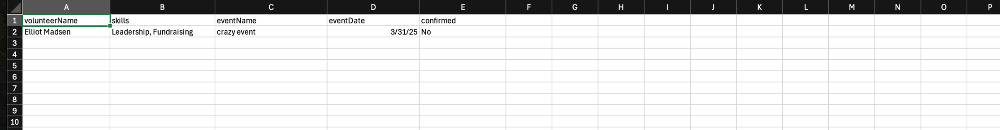 A B C D E F G H I J K L M N O P
1 volunteerName skills eventName eventDate confirmed
2 Elliot Madsen Leadership, Fundraising crazy event 3/31/25 No
3
4
5
6
7
8
9
10